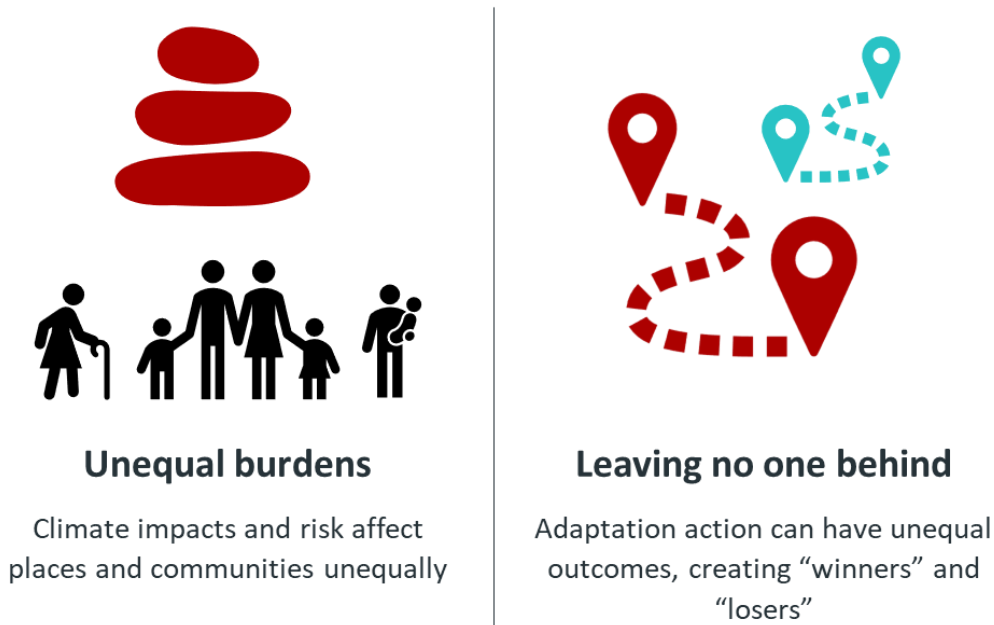 Unequal burdens
Climate impacts and risk affect
places and communities unequally
Leaving no one behind
Adaptation action can have unequal
outcomes, creating “winners” and
“losers”